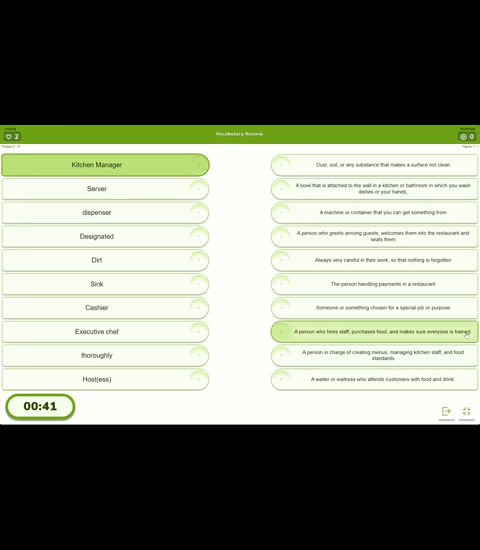 Vocabulary Review
2
0
Kitchen Manager
Dust, soil, or any substance that makes a surface not clean
Server
A bowl that is attached to the wall in a kitchen or bathroom in which you wash
dishes or your hands,
dispenser
A machine or container that you can get something from
Designated
A person who greets arriving guests, welcomes them into the restaurant and
seats them
Dirt
Always very careful in their work, so that nothing is forgotten
Sink
The person handling payments in a restaurant
Cashier
Someone or something chosen for a special job or purpose
Executive chef
A person who hires staff, purchases food, and makes sure everyone is trained.
thoroughly
A person in charge of creating menus, managing kitchen staff, and food
standards.
Host(ess)
A waiter or waitress who attends customers with food and drink
00:41